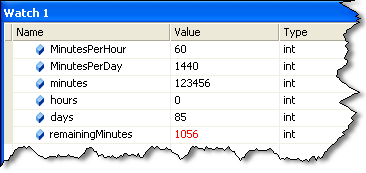 Watch 1
Name Value Type
MinutesPerHour 60 int
MinutesPerDay 1440 int
minutes 123456 int
hours 0 int
days 85 int
remainingMinutes 1056 int